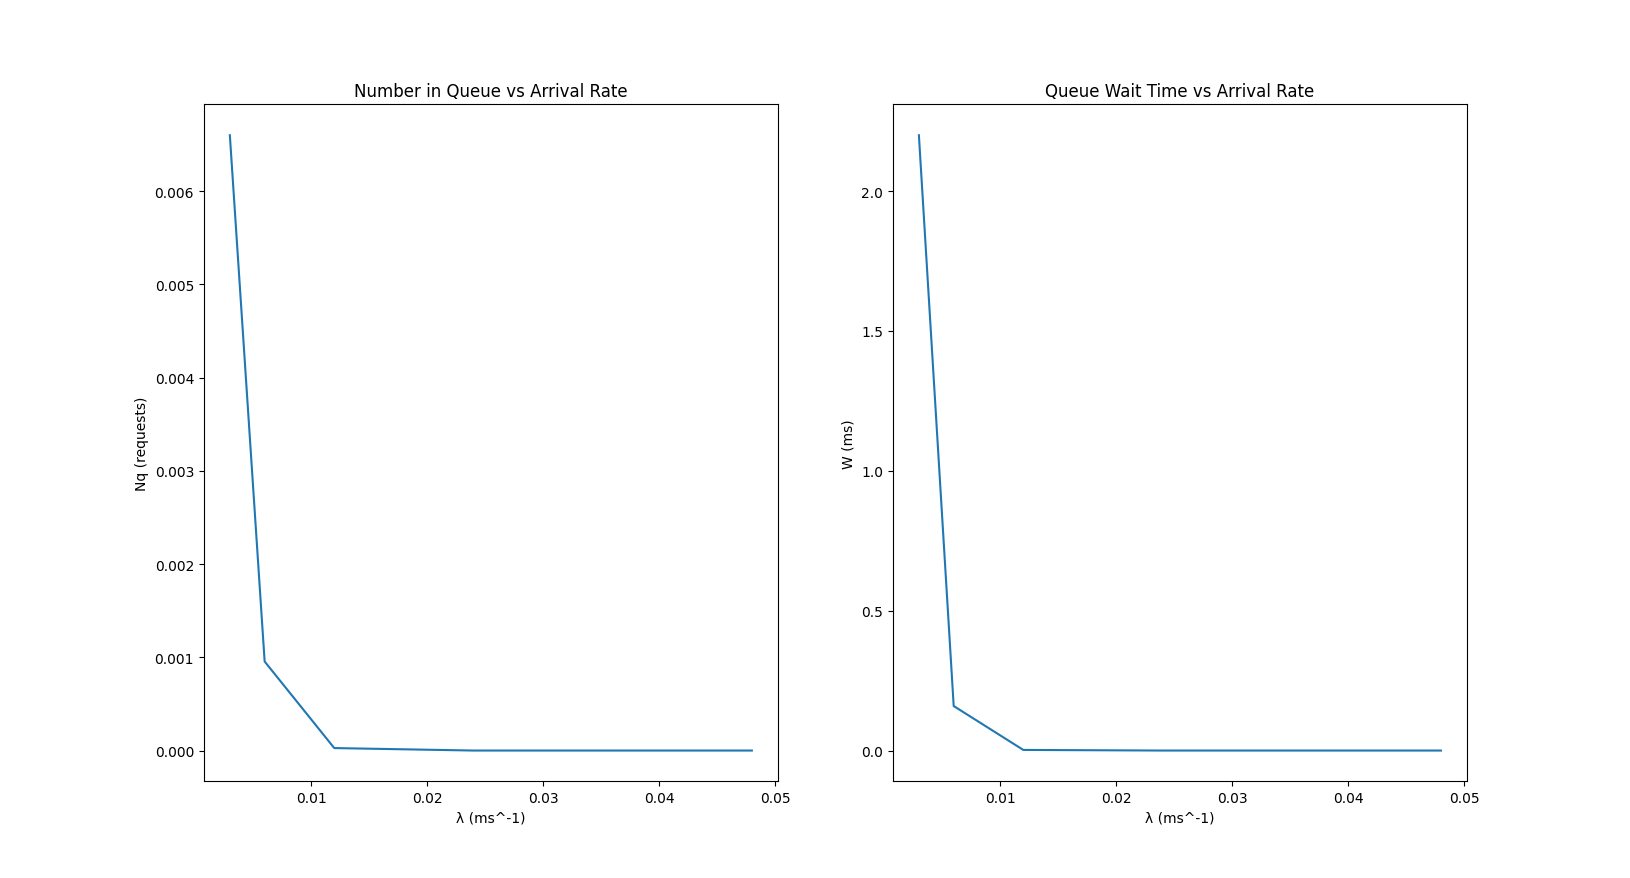 Number in Queue vs Arrival Rate
Nq (requests)
0.006
0.005
0.004
0.003
0.002
0.001
0.000
0.01 0.02 0.03 0.04 0.05
λ (ms^-1)
Queue Wait Time vs Arrival Rate
W (ms)
2.0
1.5
1.0
0.5
0.0
0.01 0.02 0.03 0.04 0.05
λ (ms^-1)